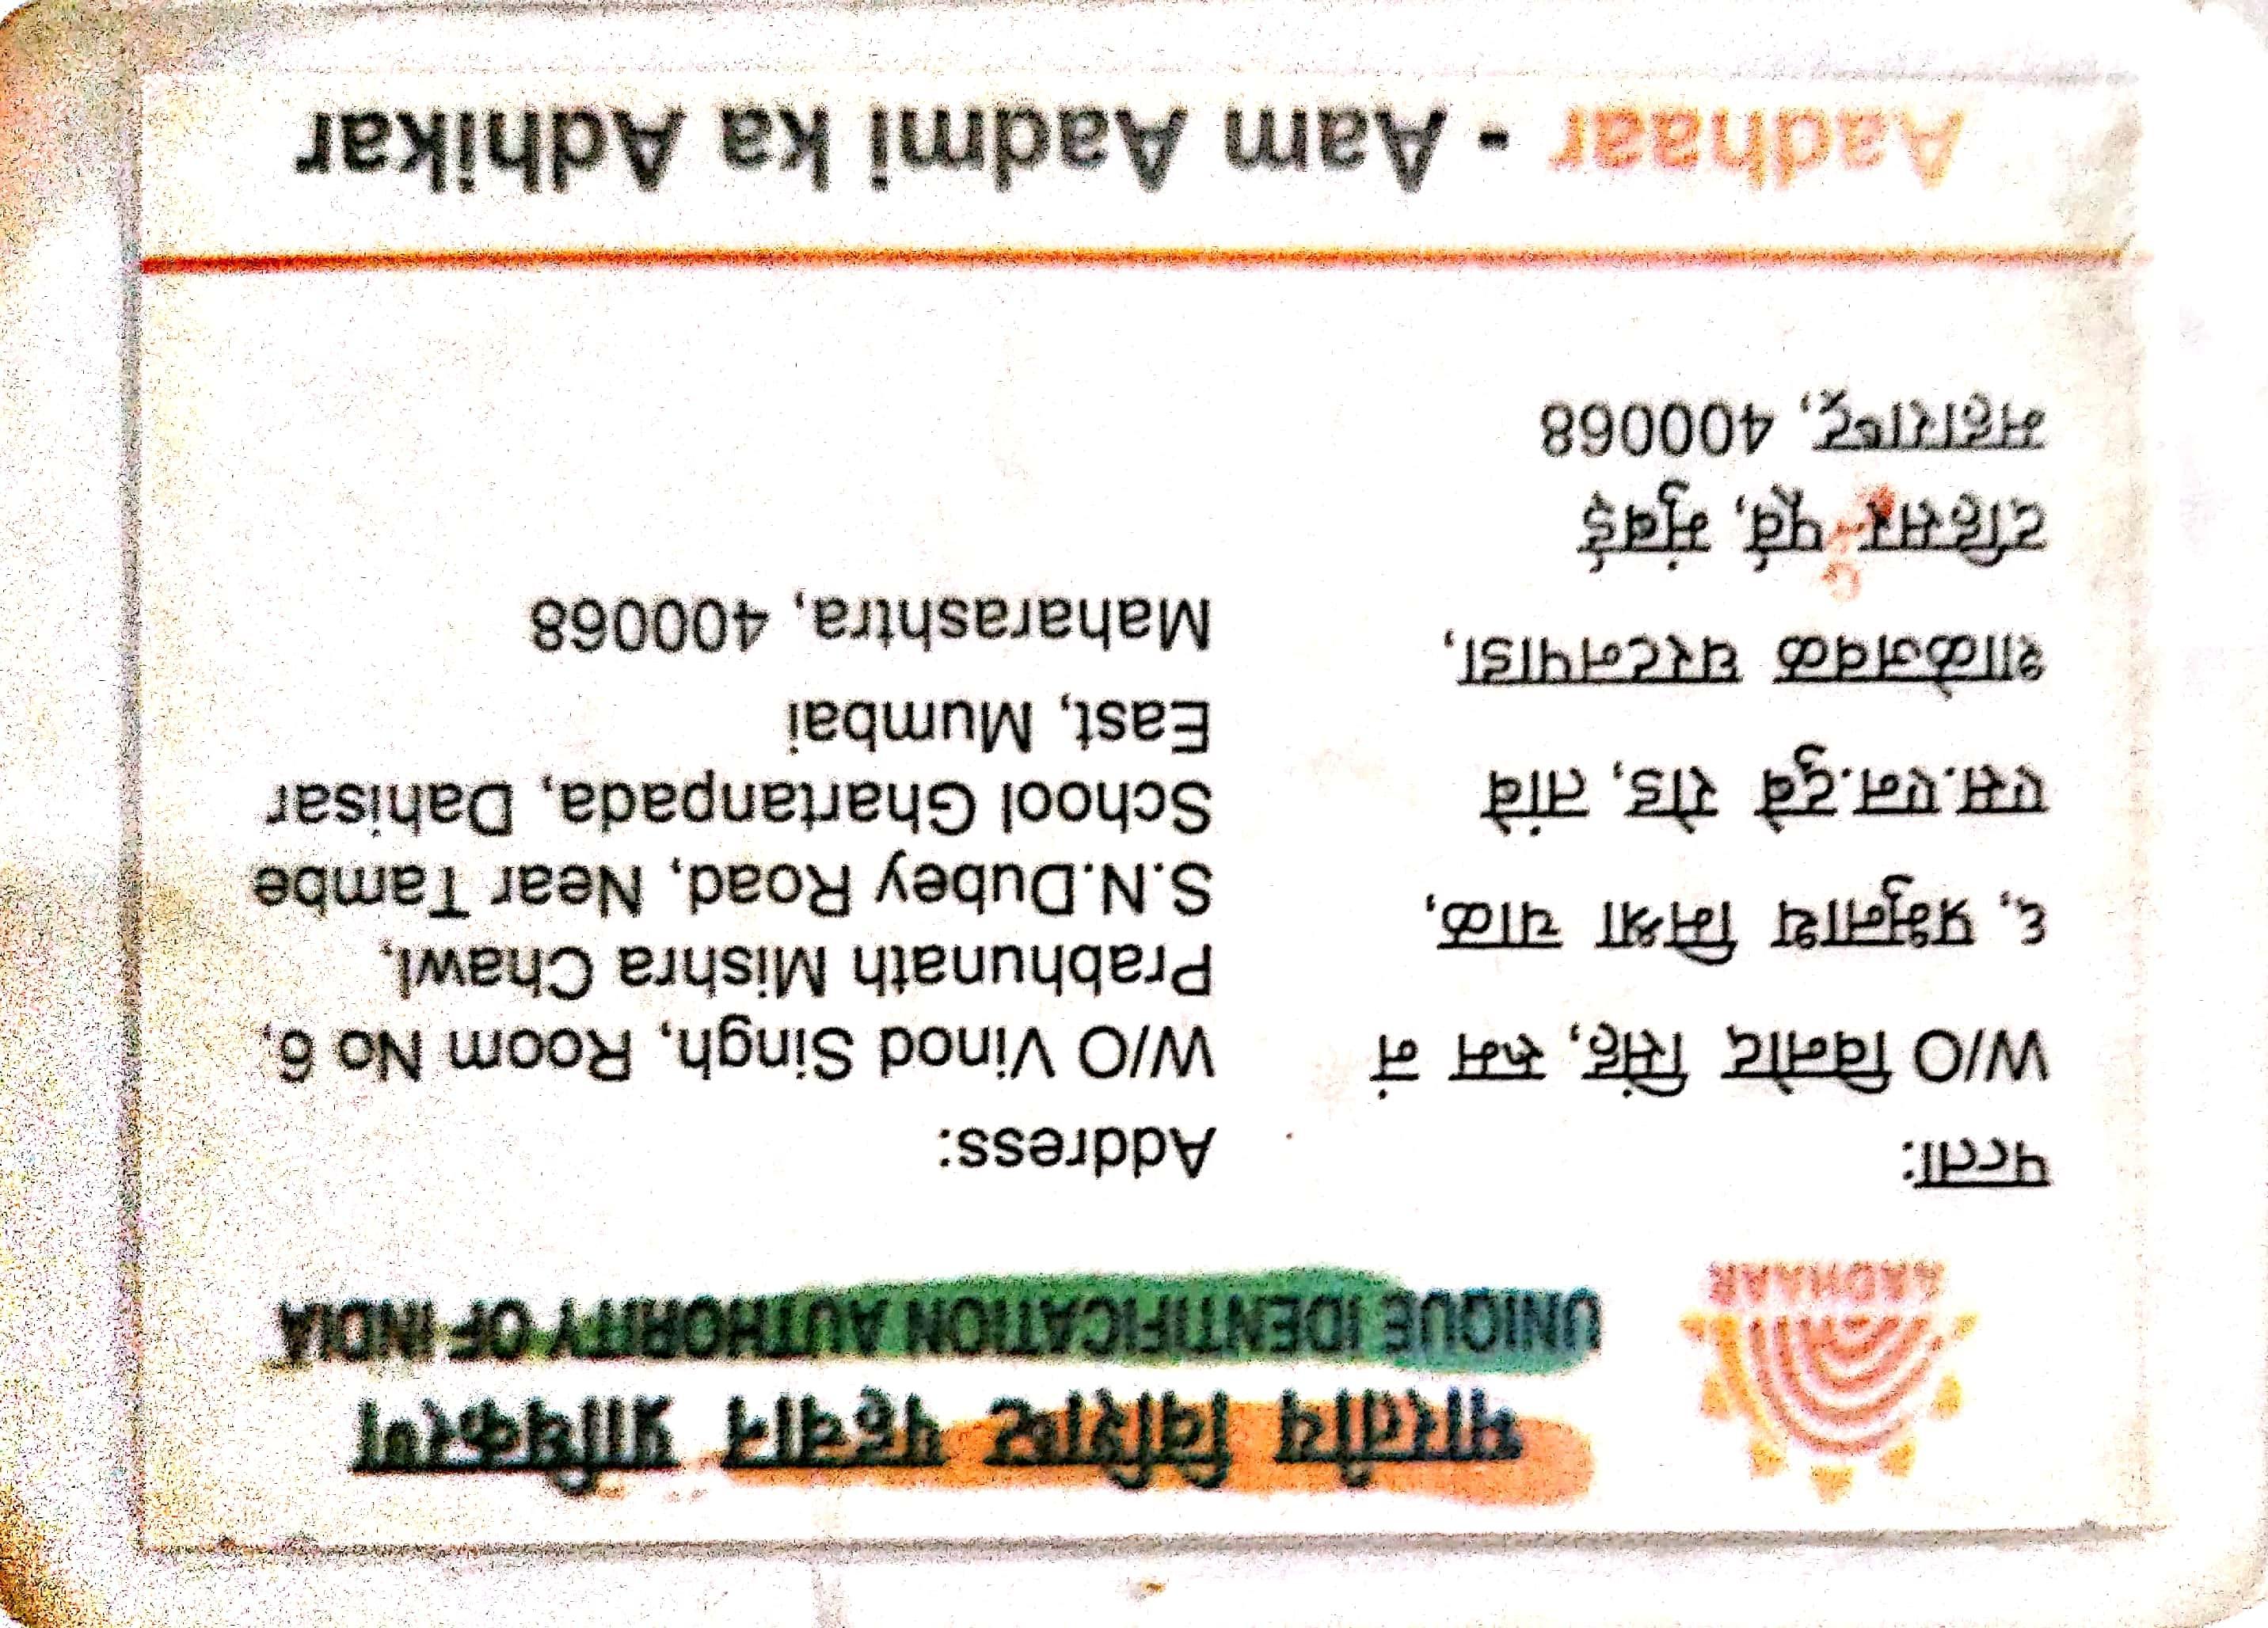 भारतीय विशिष्ट पहचान प्राधिकरण
UNIQUE IDENTIFICATION AUTHORITY OF INDIA
AADHAAR
पत्ता:
W/O विनोद सिंह, रूम नं
६, प्रभुनाथ मिश्रा चाळ,
एस.एन.दुबे रोड, तांबे
शाळेजवळ घरटनपाडा,
दहिसर पूर्व, मुंबई
महाराष्ट्र, 400068
Address:
W/O Vinod Singh, Room No 6,
Prabhunath Mishra Chawl,
S.N.Dubey Road, Near Tambe
School Ghartanpada, Dahisar
East, Mumbai
Maharashtra, 400068
Aadhaar - Aam Aadmi ka Adhikar